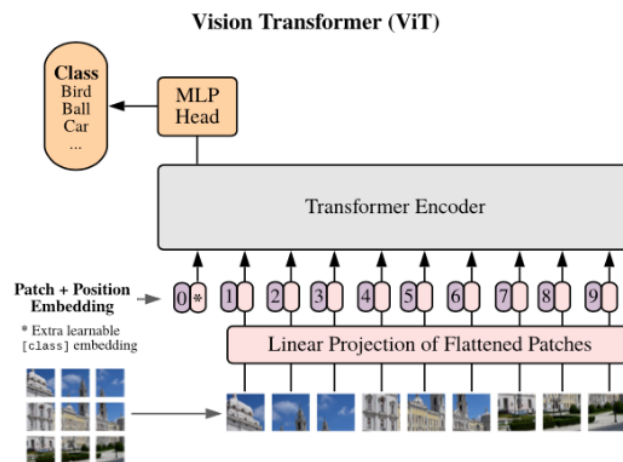 Vision Transformer (ViT)
Class
Bird
Ball
Car
...
MLP
Head
Transformer Encoder
Patch + Position
Embedding
0 * 1 2 3 4 5 6 7 8 9
* Extra learnable
[class] embedding
Linear Projection of Flattened Patches